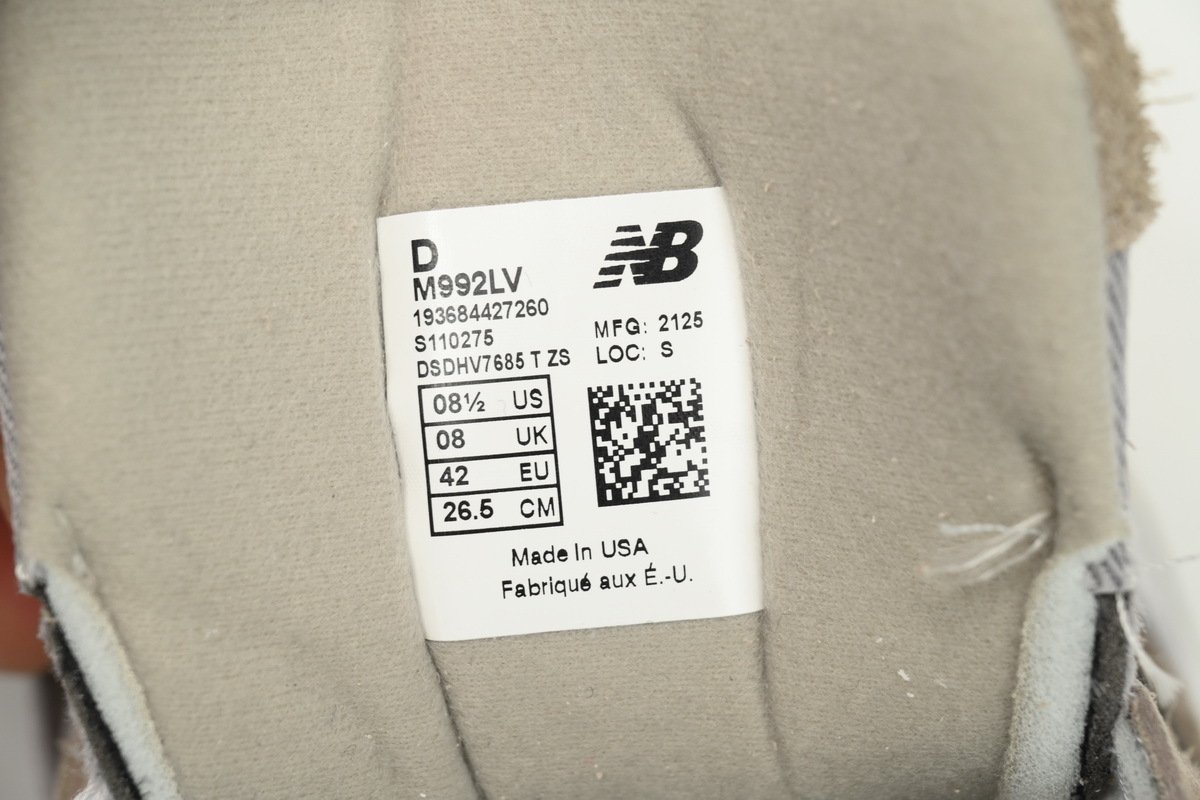 D
M992LV
193684427260
S110275
DSDHV7685 T ZS
NB
MFG: 2125
LOC: S
08½ US
08 UK
42 EU
26.5 CM
Made In USA
Fabriqué aux É.-U.